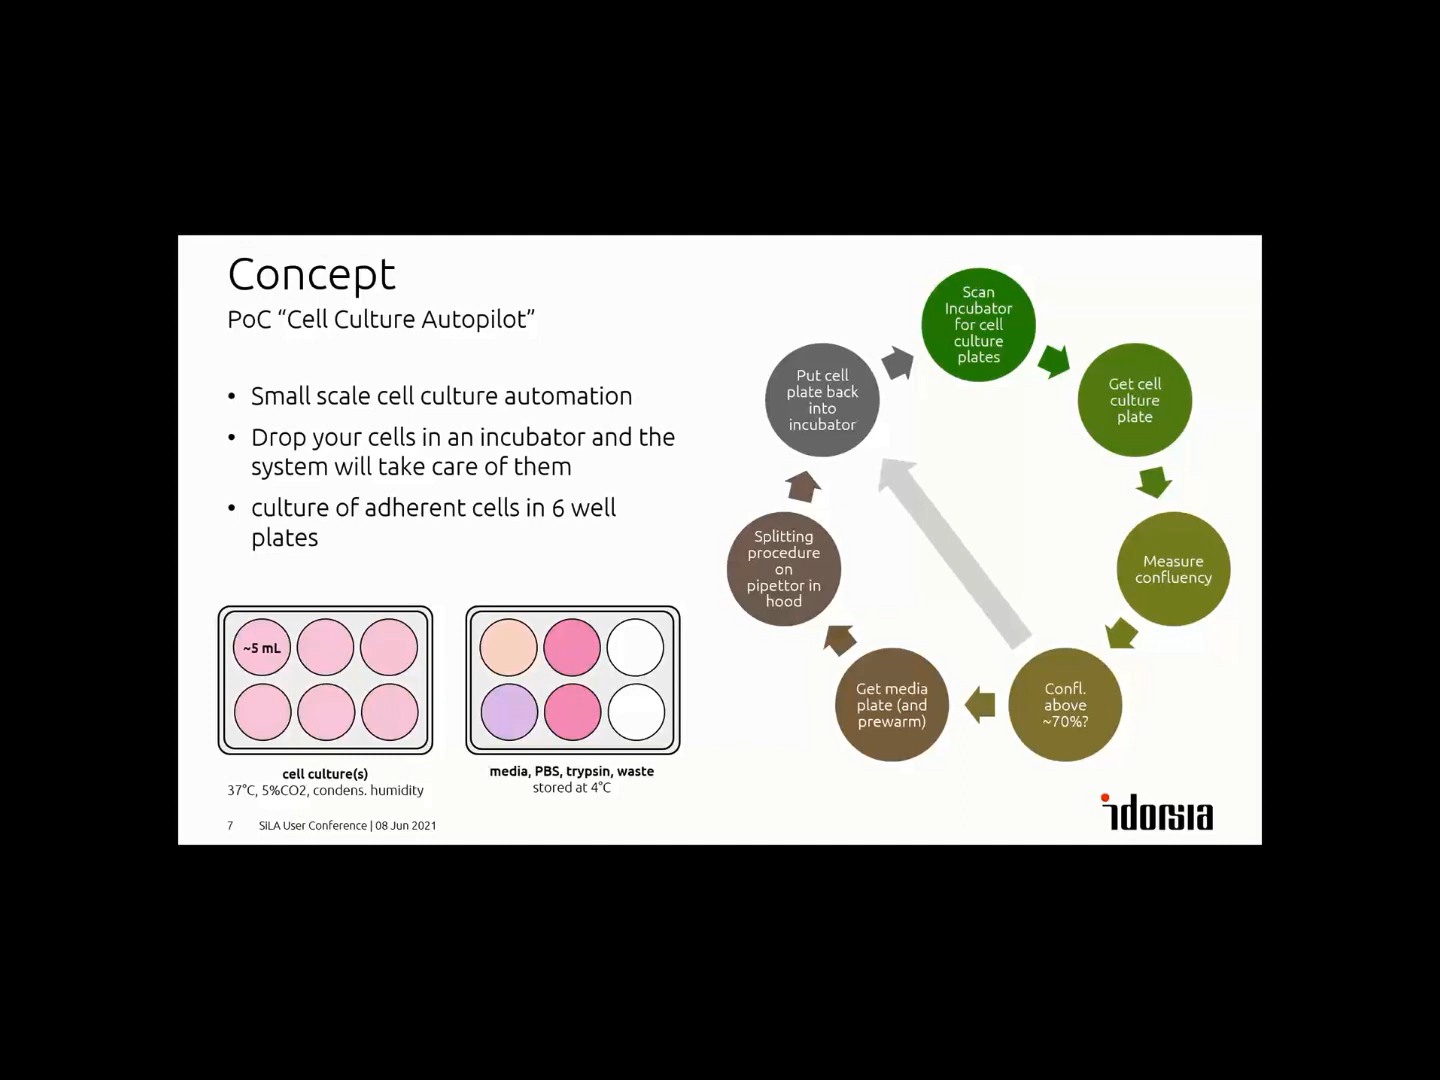 Concept
PoC “Cell Culture Autopilot”
• Small scale cell culture automation
• Drop your cells in an incubator and the
system will take care of them
• culture of adherent cells in 6 well
plates
~5 mL
cell culture(s)
37°C, 5%CO2, condens. humidity
media, PBS, trypsin, waste
stored at 4°C
Scan
Incubator
for cell
culture
plates
Get cell
culture
plate
Measure
confluency
Confl.
above
~70%?
Get media
plate (and
prewarm)
Splitting
procedure
on
pipettor in
hood
Put cell
plate back
into
incubator
7 SiLA User Conference | 08 Jun 2021
idorsia